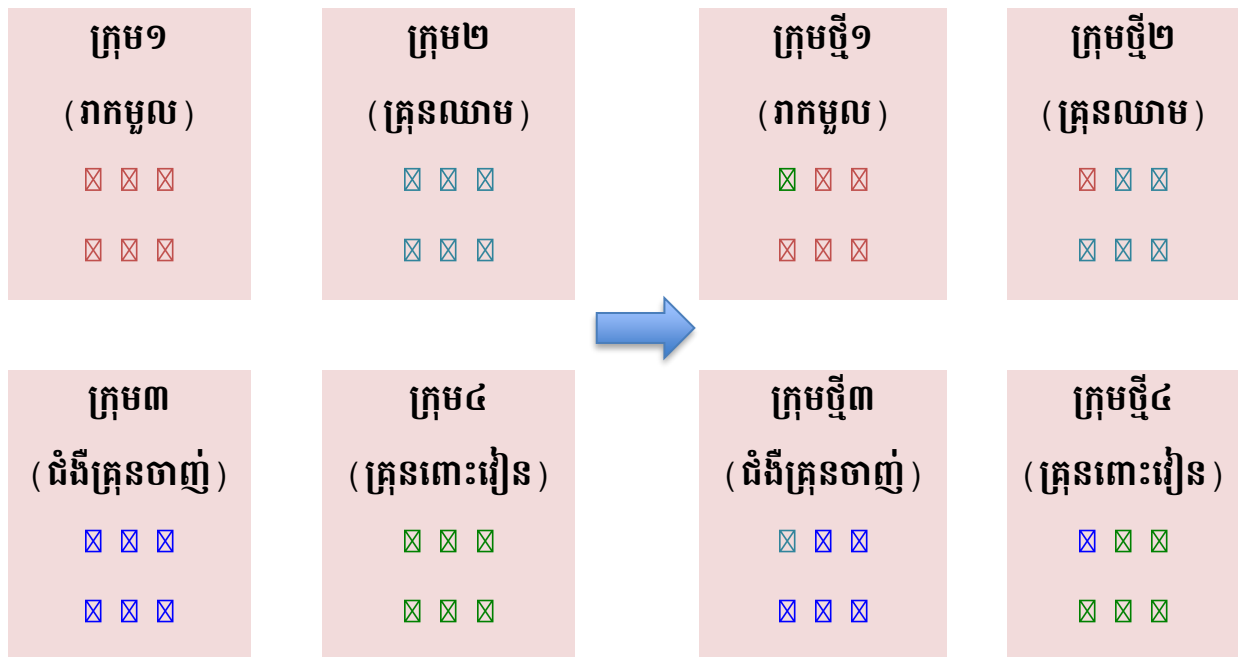 ក្រុម១
(រាកមួល)
ក្រុម២
(គ្រុនឈាម)
ក្រុមថ្មី១
(រាកមួល)
ក្រុមថ្មី២
(គ្រុនឈាម)
ក្រុម៣
(ជំងឺគ្រុនចាញ់)
ក្រុម៤
(គ្រុនពោះវៀន)
ក្រុមថ្មី៣
(ជំងឺគ្រុនចាញ់)
ក្រុមថ្មី៤
(គ្រុនពោះវៀន)